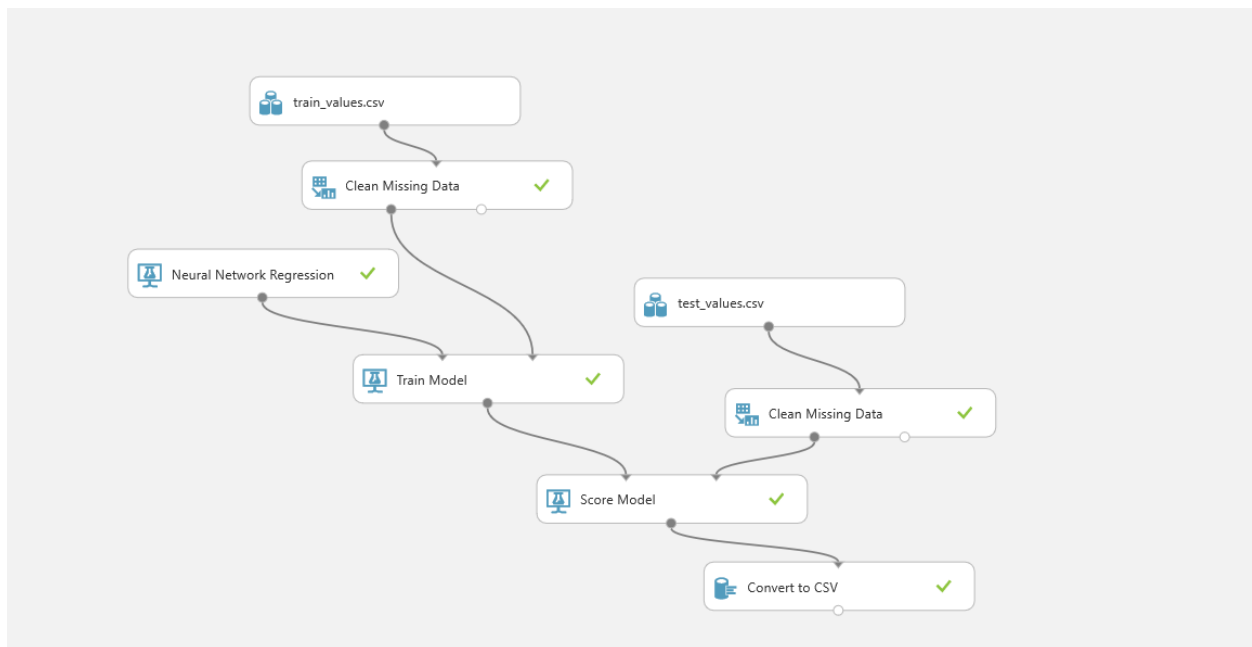 train_values.csv
Clean Missing Data
Neural Network Regression
test_values.csv
Train Model
Clean Missing Data
Score Model
Convert to CSV